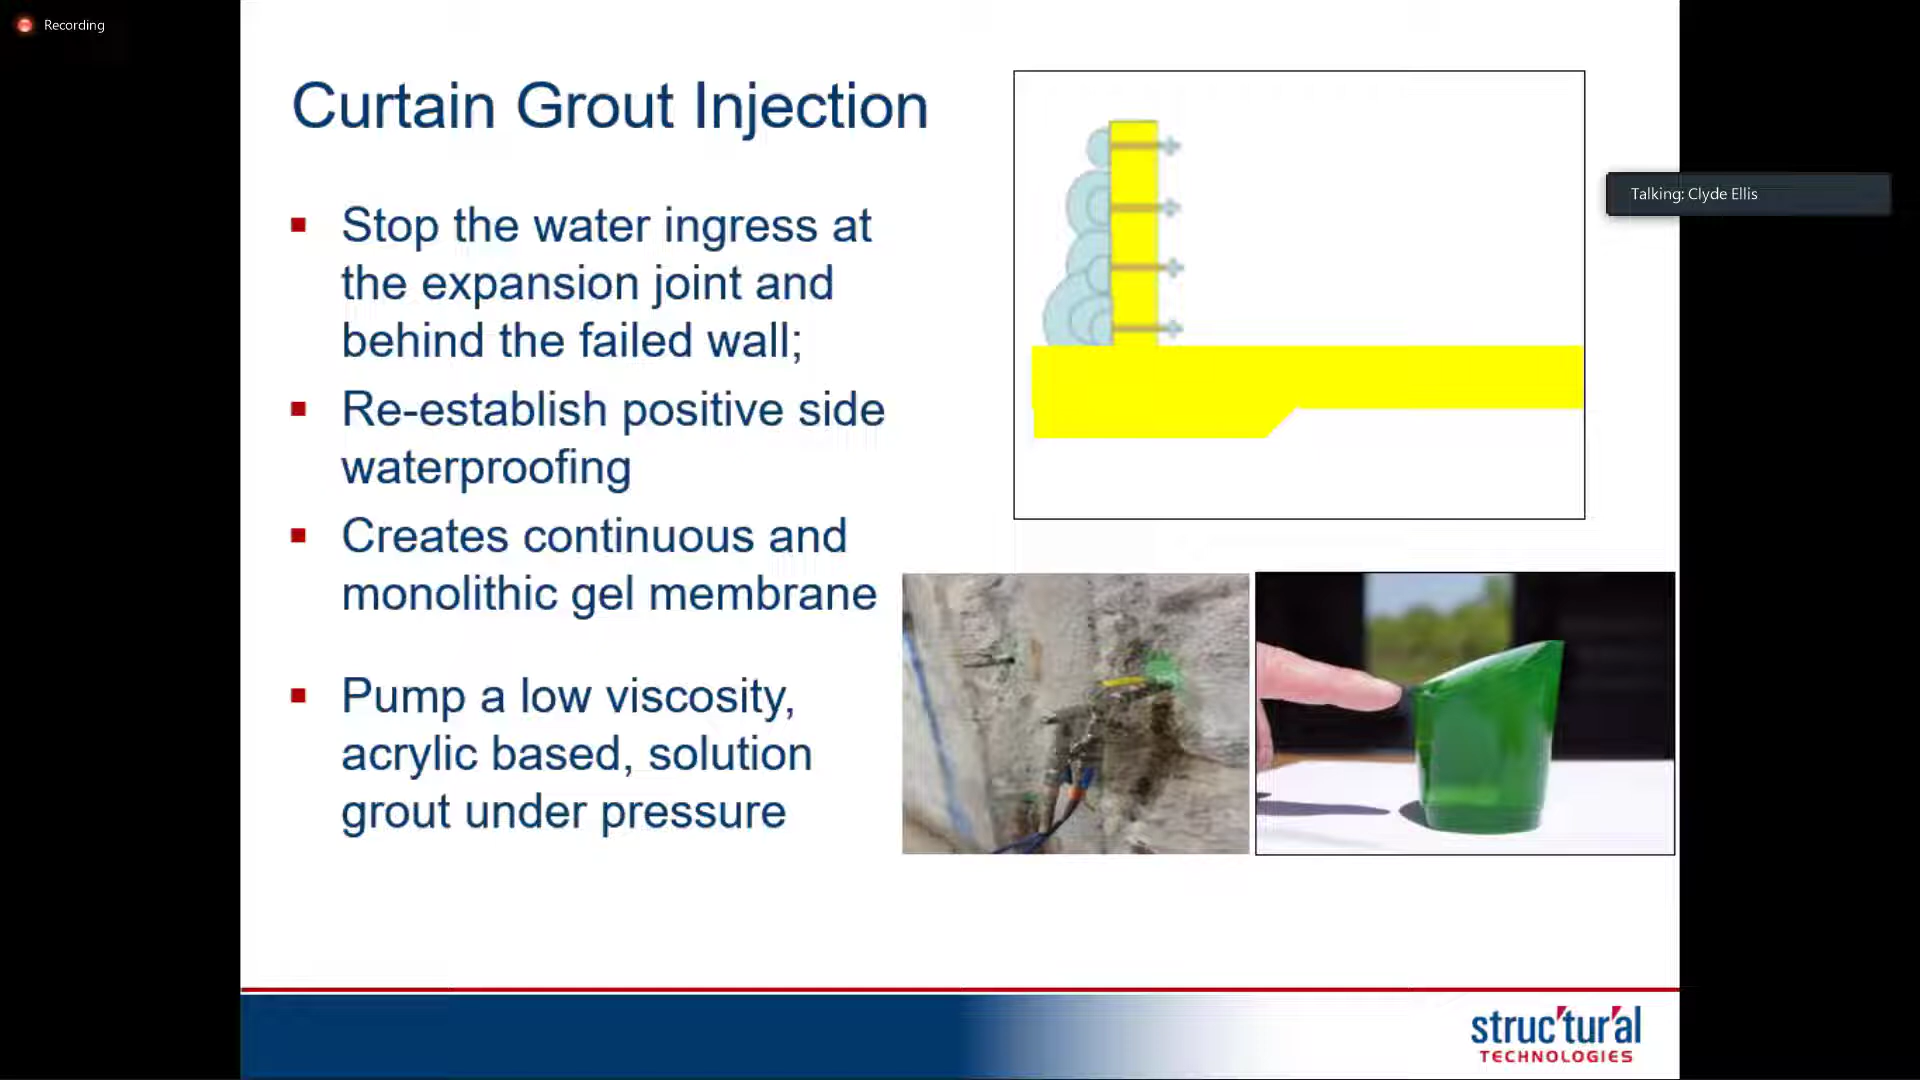 Recording
Curtain Grout Injection
Stop the water ingress at
the expansion joint and
behind the failed wall;
Re-establish positive side
waterproofing
Creates continuous and
monolithic gel membrane
Pump a low viscosity,
acrylic based, solution
grout under pressure
Talking: Clyde Ellis
struc'tur'al
TECHNOLOGIES